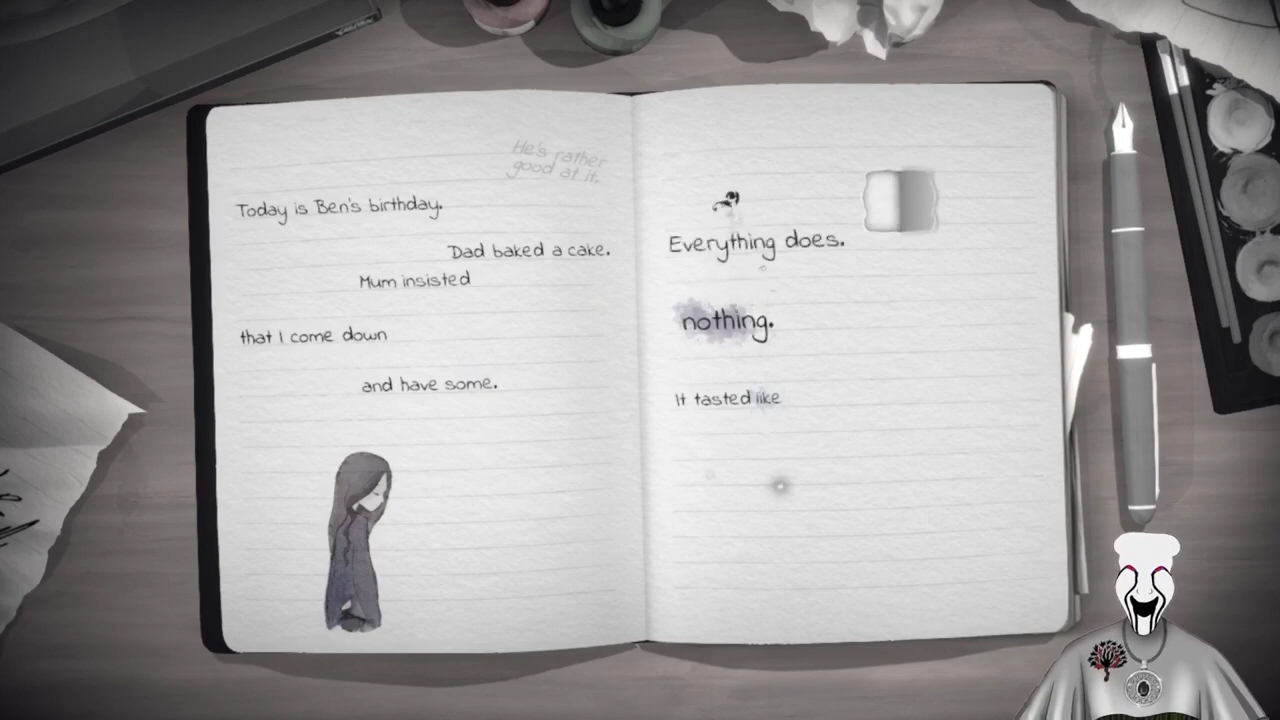 He's rather
good at it.
Today is Ben's birthday.
Dad baked a cake.
Mum insisted
that I come down
and have some.
Everything does.
nothing.
It tasted like